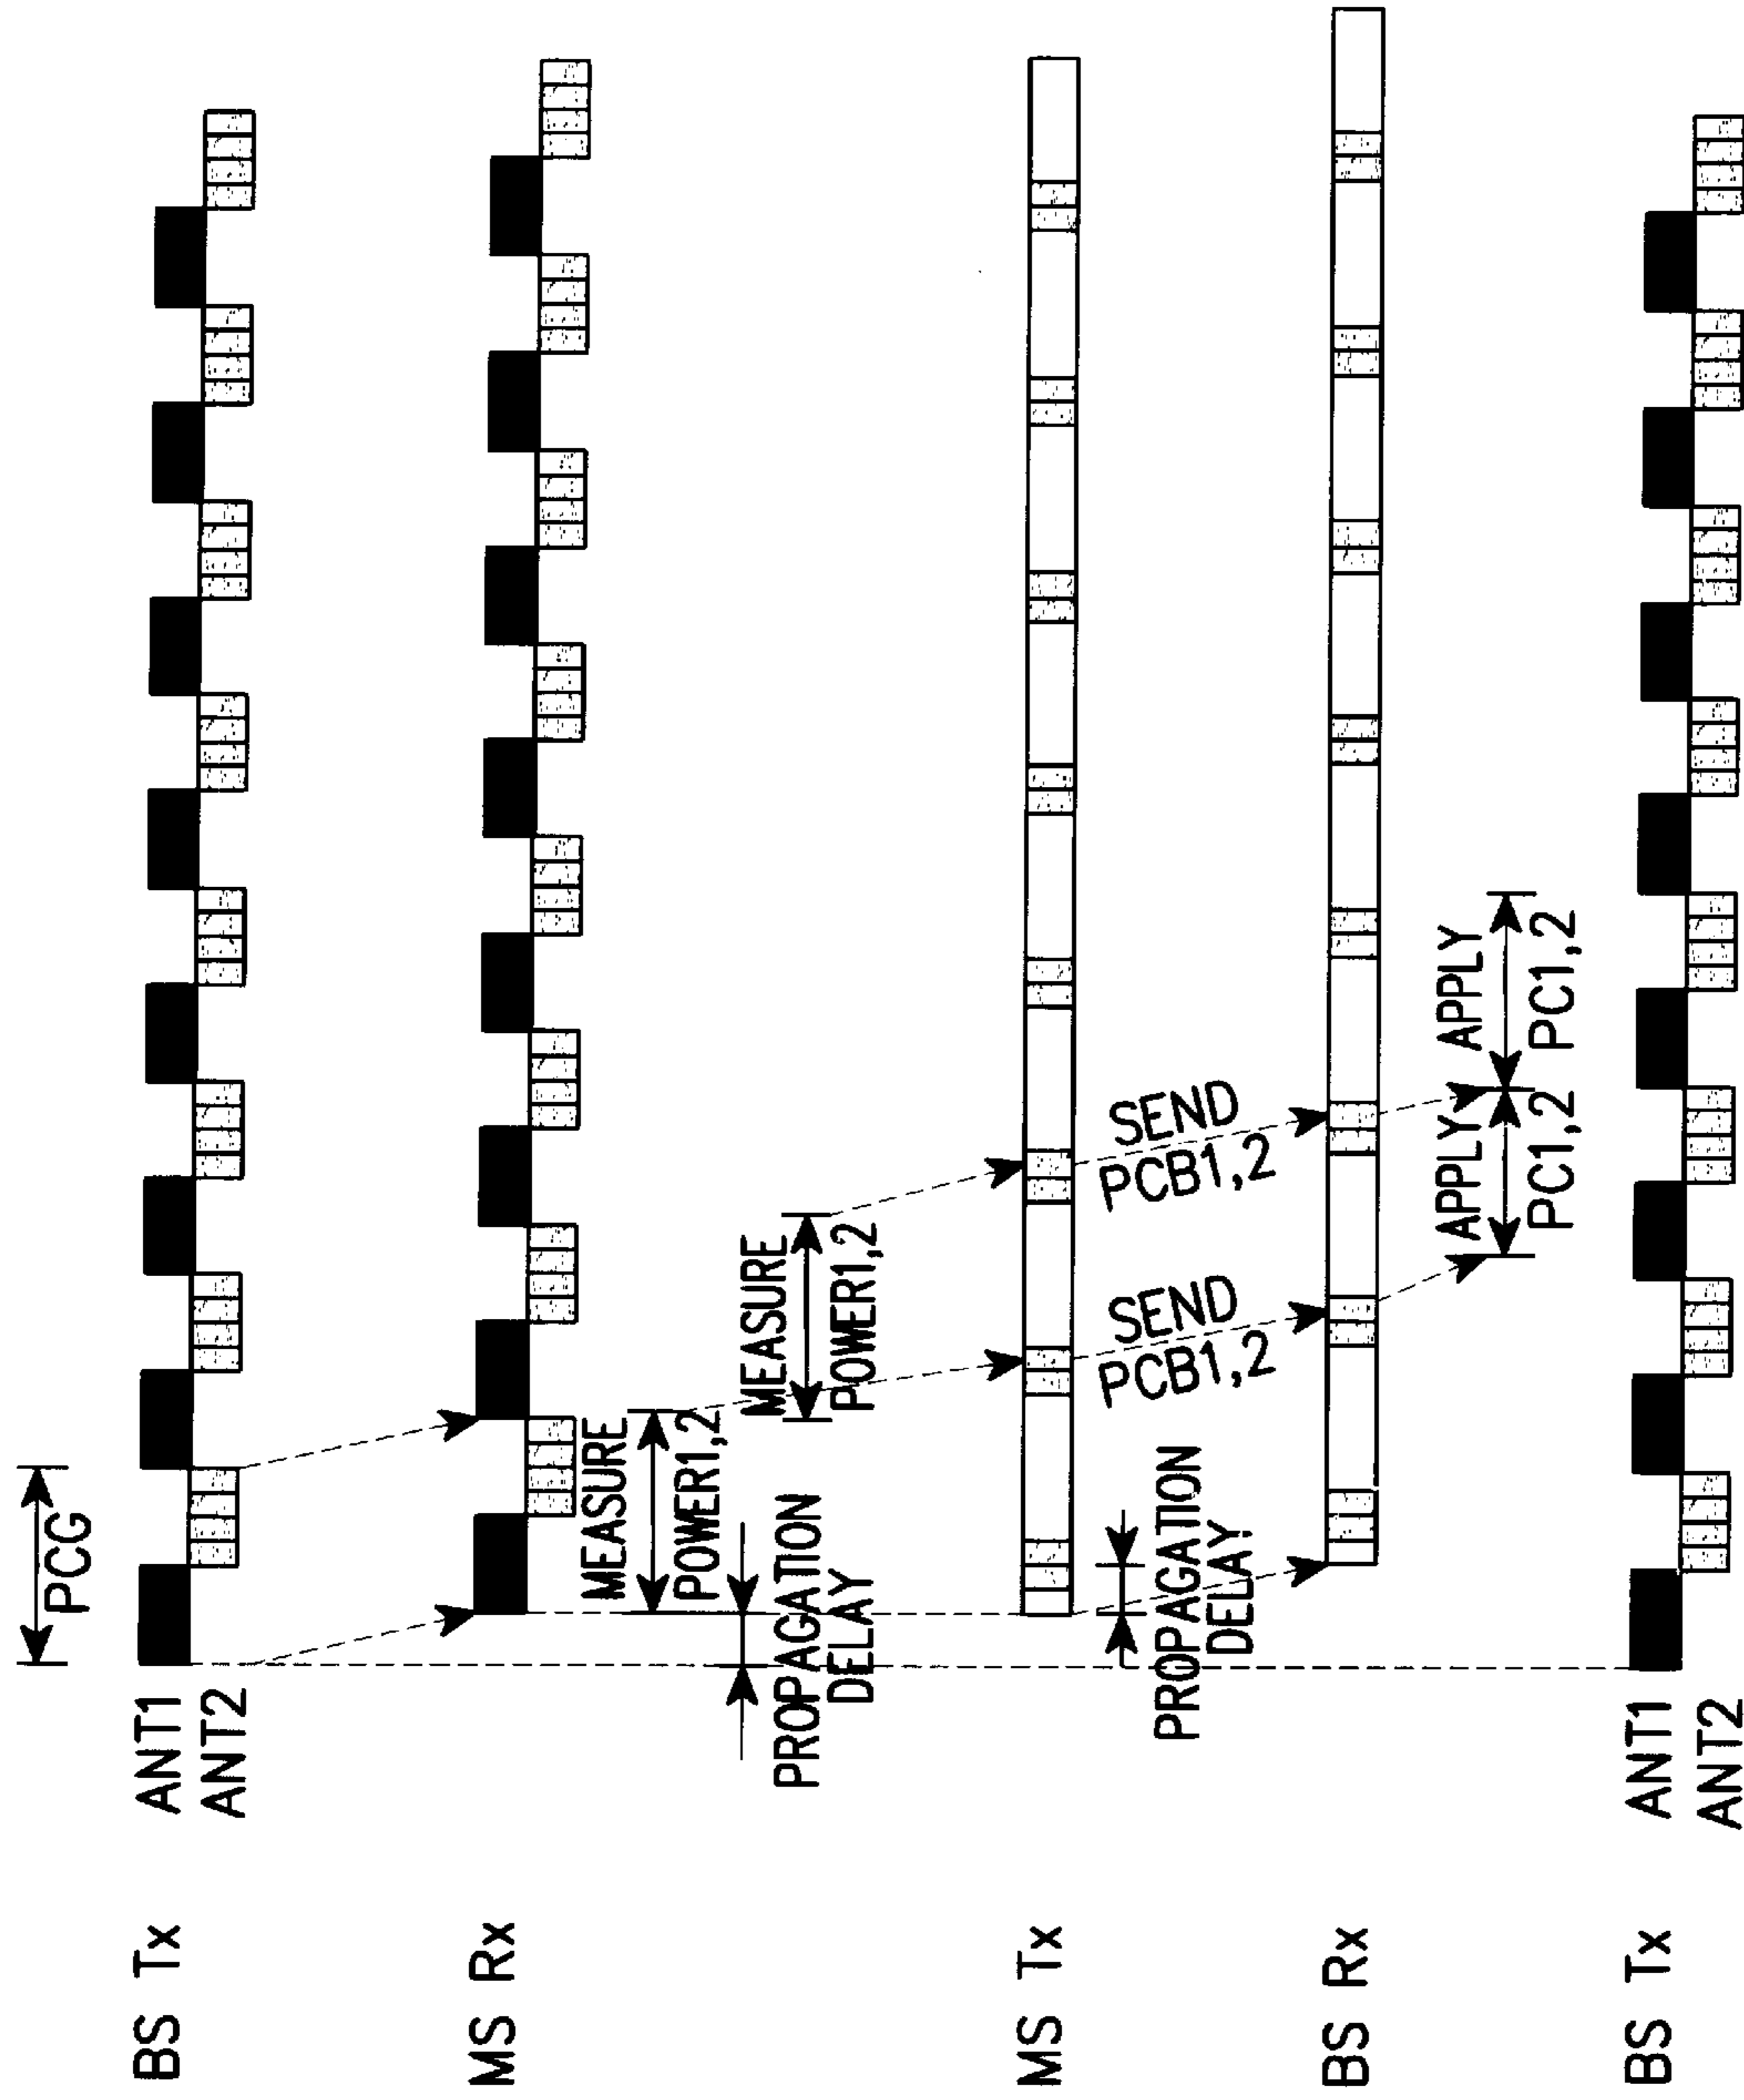 PCG
BS Tx ANT1
ANT2
MS Rx
MEASURE
POWER1,2
MEASURE
POWER1,2
PROPAGATION
DELAY
MS Tx
SEND
PCB1,2
SEND
PCB1,2
PROPAGATION
DELAY
BS Rx
APPLY APPLY
PC1,2 PC1,2
BS Tx ANT1
ANT2